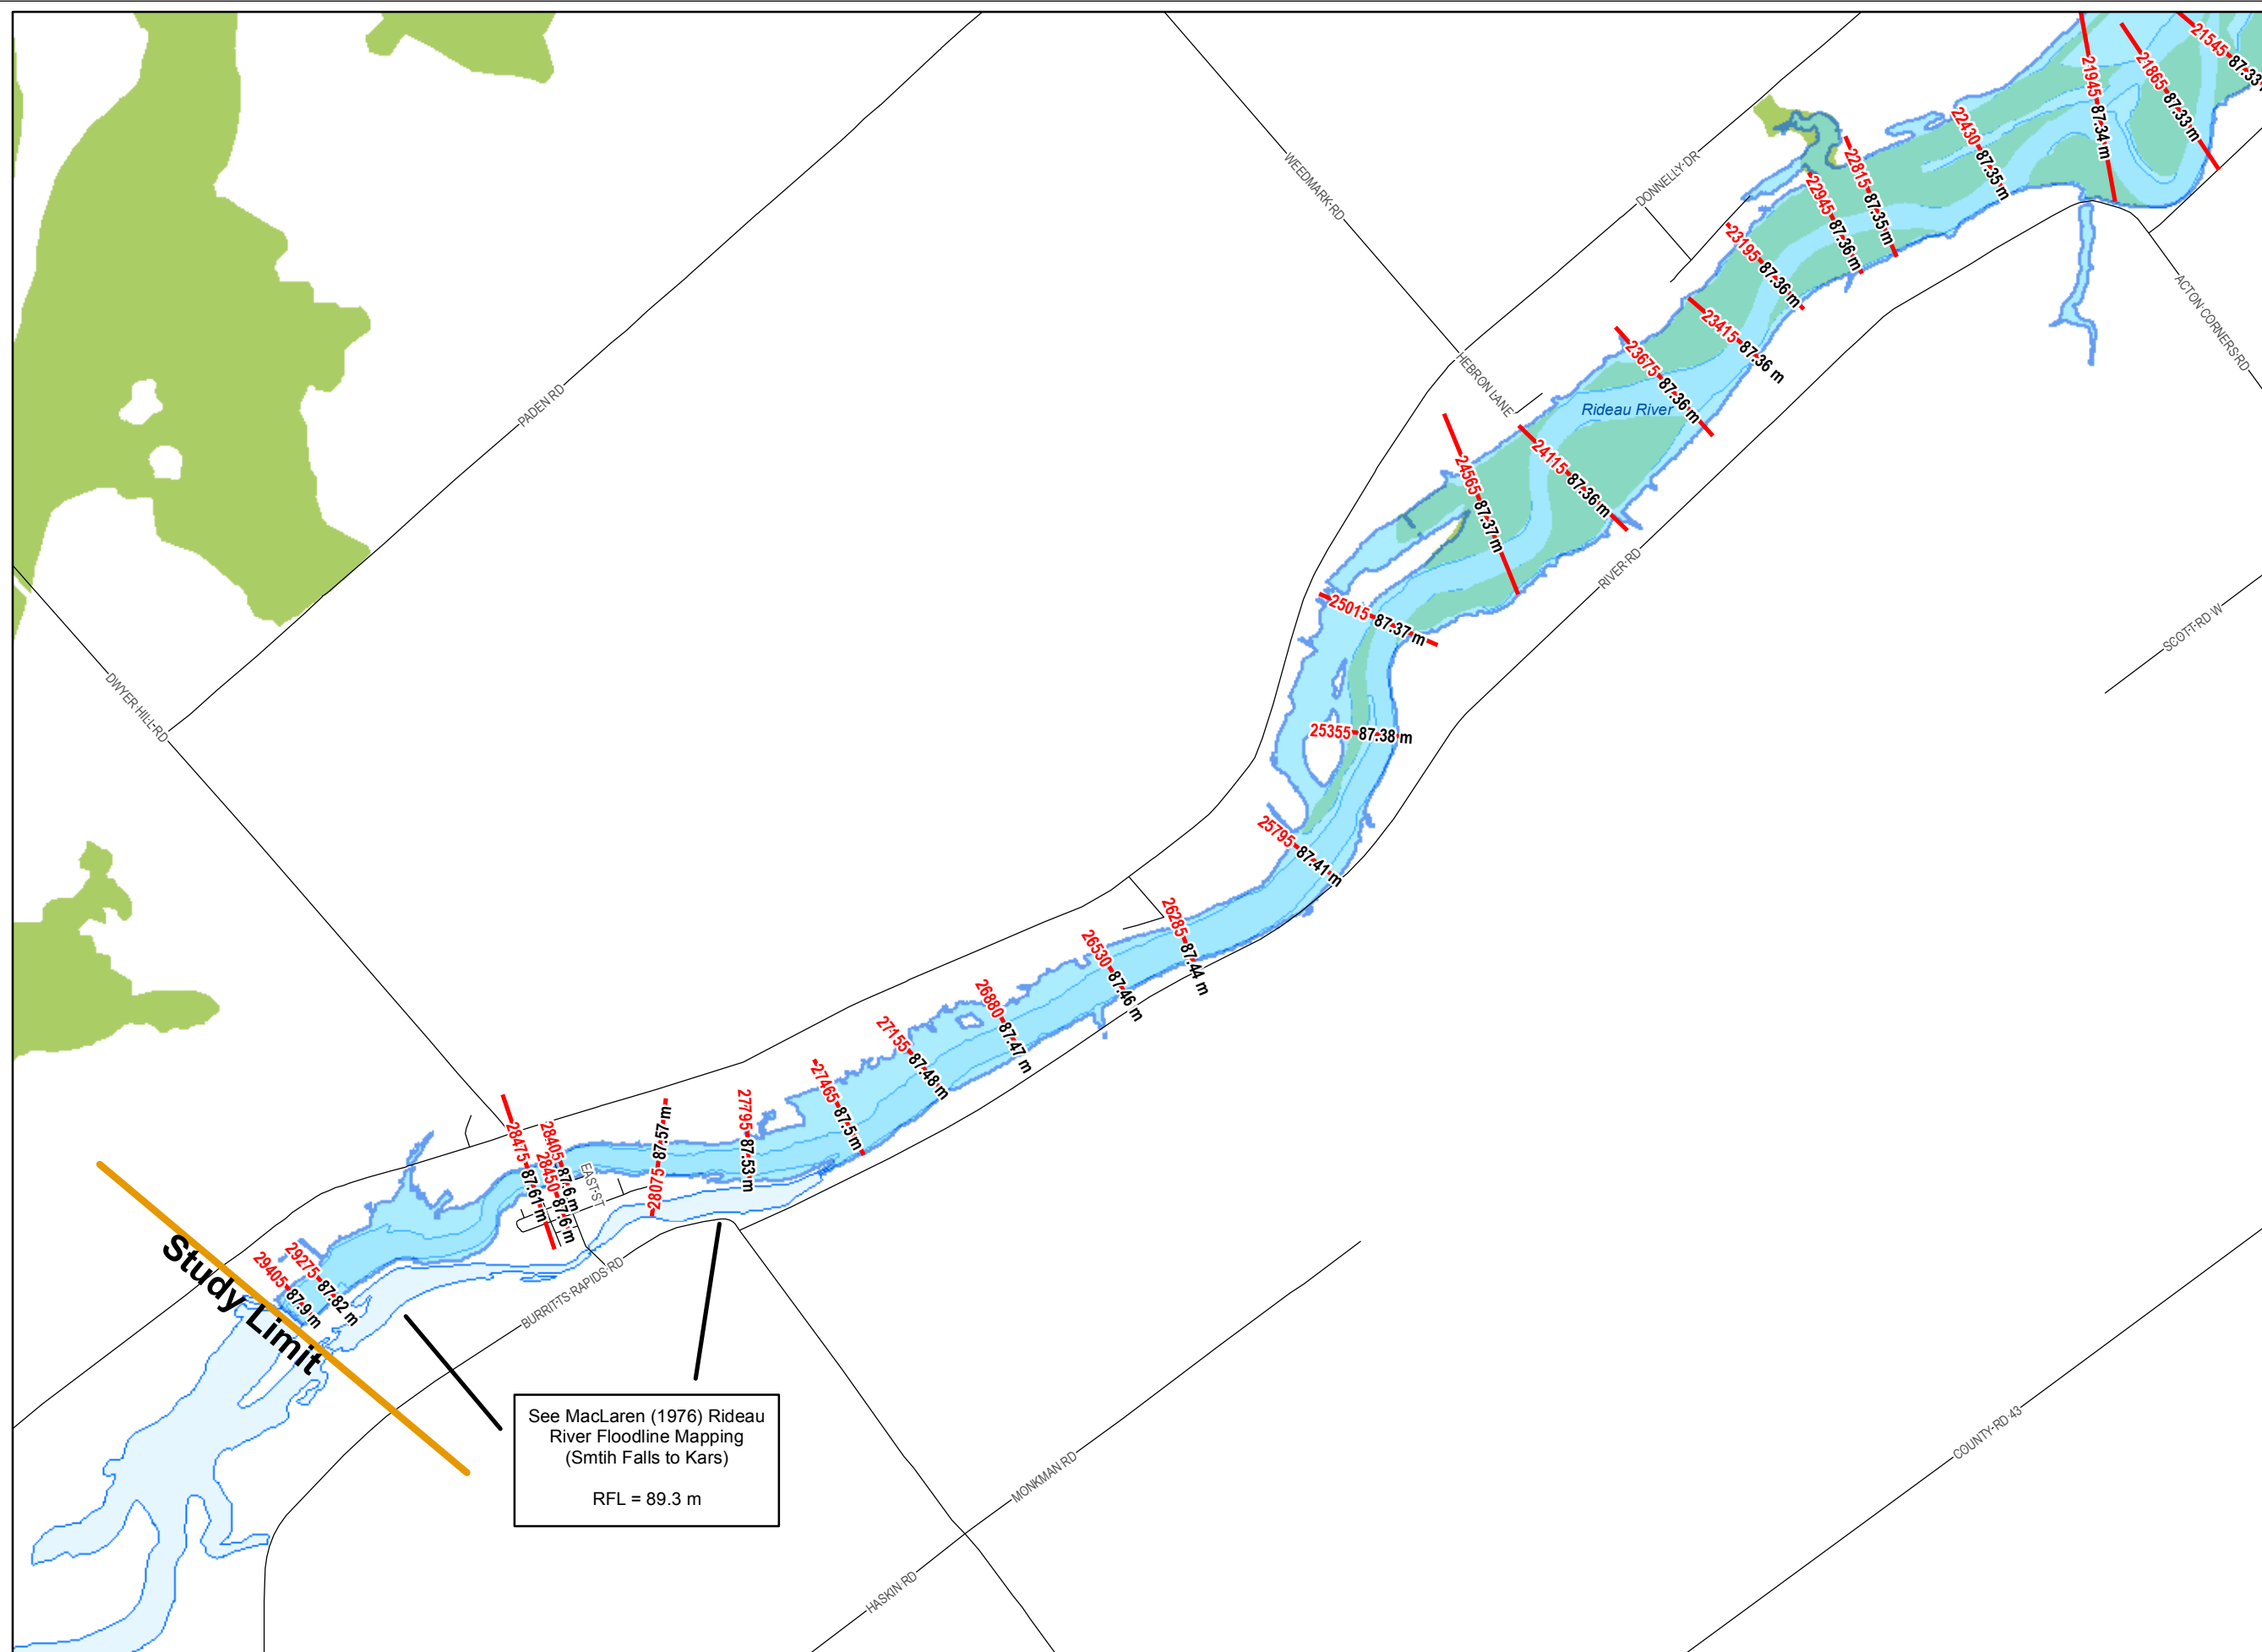 21545 87.33
21865 87.33 m
21945 87.34 m
22430 87.35 m
22815 87.35 m
22945 87.36 m
23195 87.36 m
23415 87.36 m
23675 87.36 m
24115 87.36 m
24565 87.37 m
25015 87.37 m
25355 87.38 m
25795 87.41 m
26285 87.44 m
26530 87.46 m
26880 87.47 m
27155 87.48 m
27465 87.5 m
27795 87.53 m
28075 87.57 m
28405 87.6 m
28450 87.6 m
28475 87.61 m
29275 87.82 m
29405 87.9 m
WEEDMARK RD
DONNELLY DR
ACTON CORNERS RD
HEBRON LANE
PADEN RD
Rideau River
RIVER RD
SCOTT RD W
DWYER HILL RD
EAST ST
BURRITTS RAPIDS RD
Study Limit
See MacLaren (1976) Rideau
River Floodline Mapping
(Smtih Falls to Kars)
RFL = 89.3 m
MONKMAN RD
HASKIN RD
COUNTY RD 43